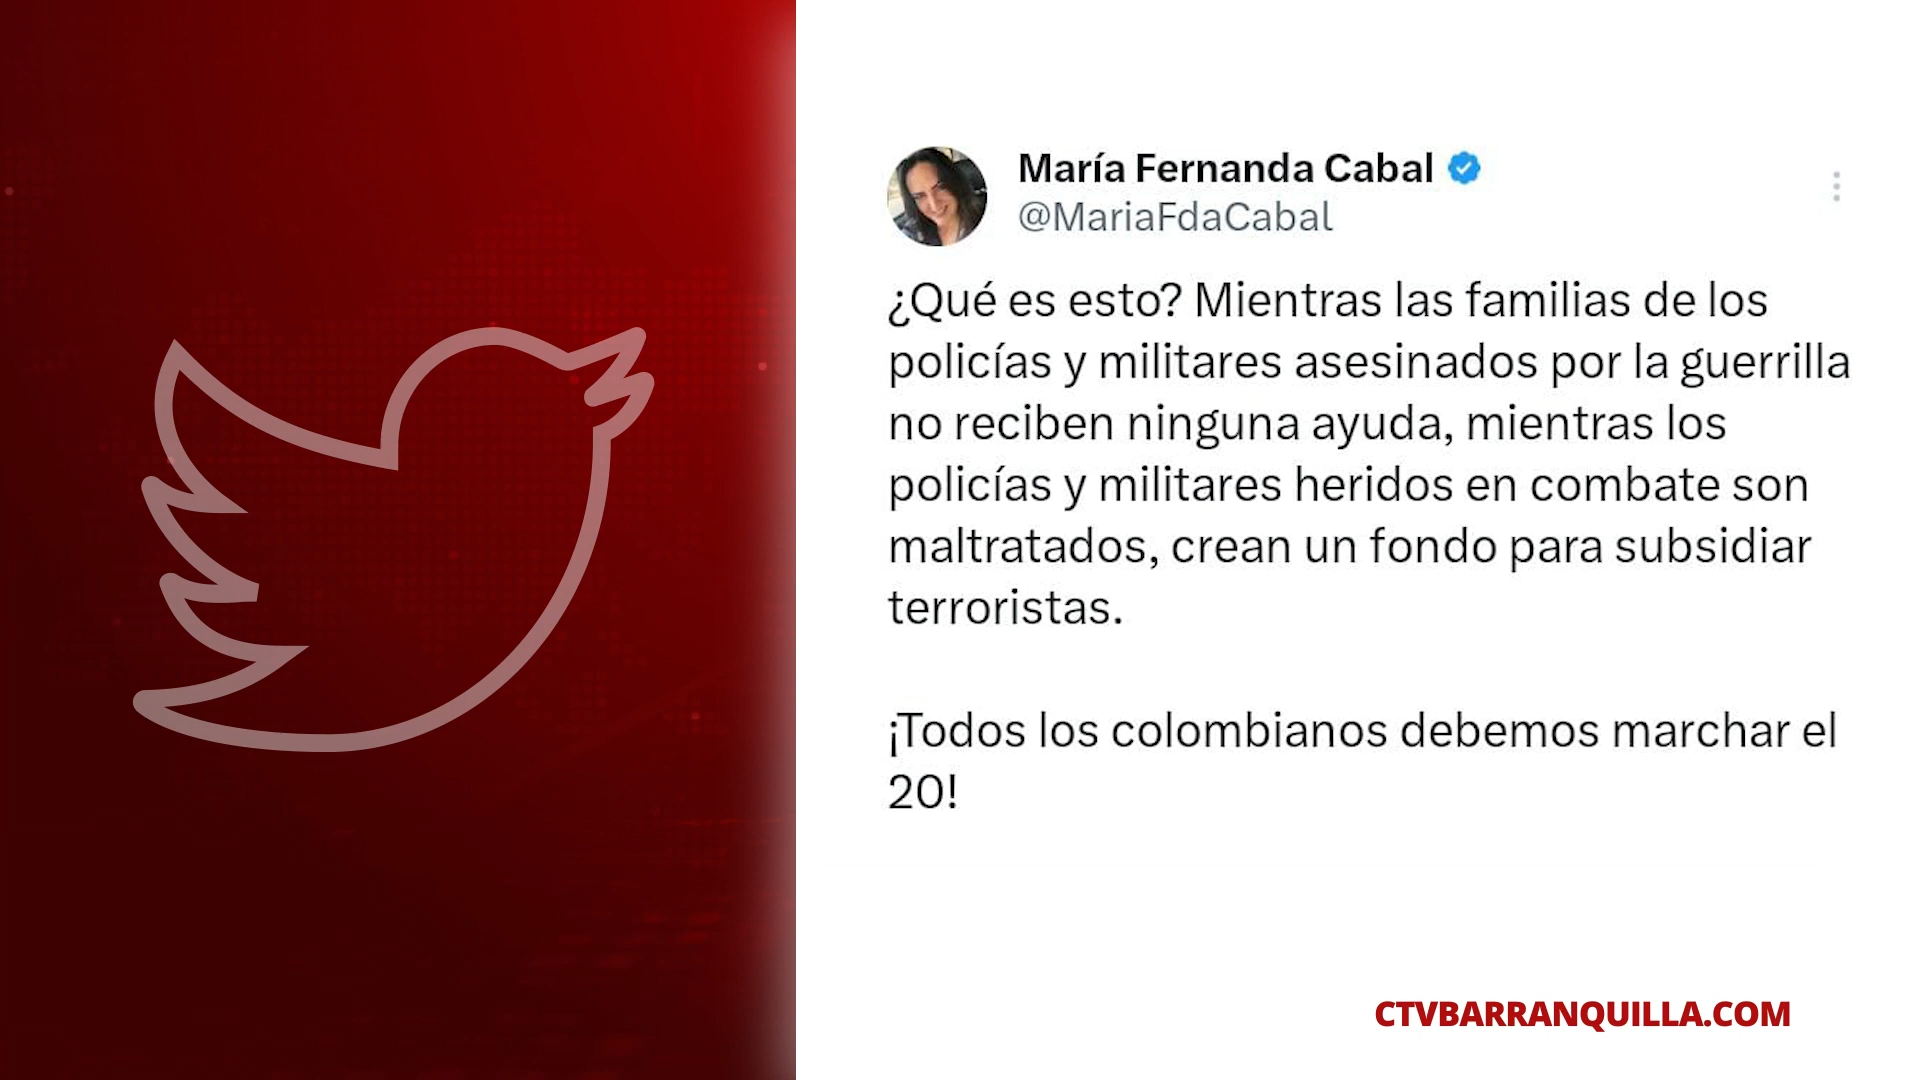 María Fernanda Cabal
@MariaFdaCabal
¿Qué es esto? Mientras las familias de los
policías y militares asesinados por la guerrilla
no reciben ninguna ayuda, mientras los
policías y militares heridos en combate son
maltratados, crean un fondo para subsidiar
terroristas.
¡Todos los colombianos debemos marchar el
20!
CTVBARRANQUILLA.COM